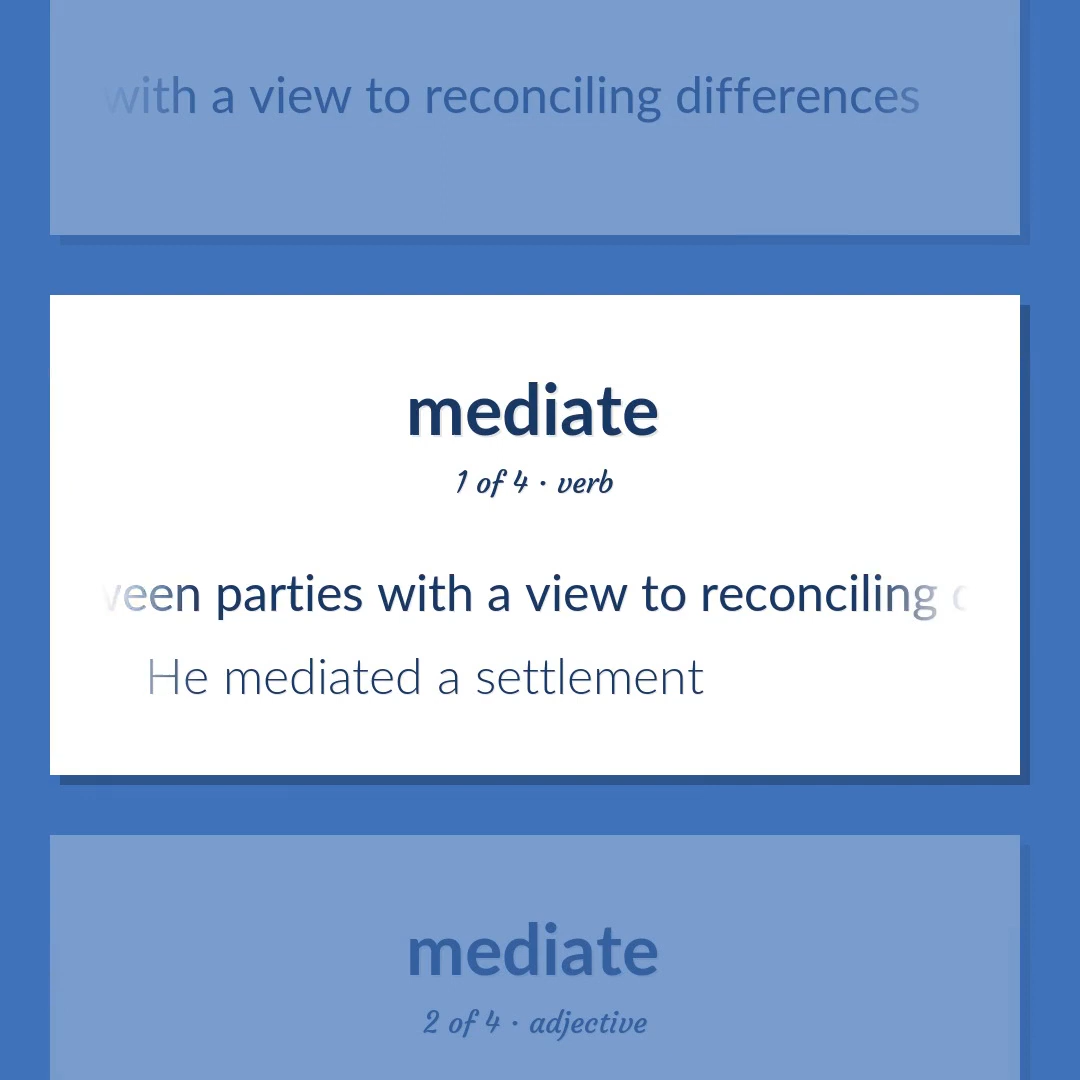 with a view to reconciling differences
mediate
1 of 4 · verb
parties with a view to reconciling
He mediated a settlement
mediate
2 of 4 · adjective